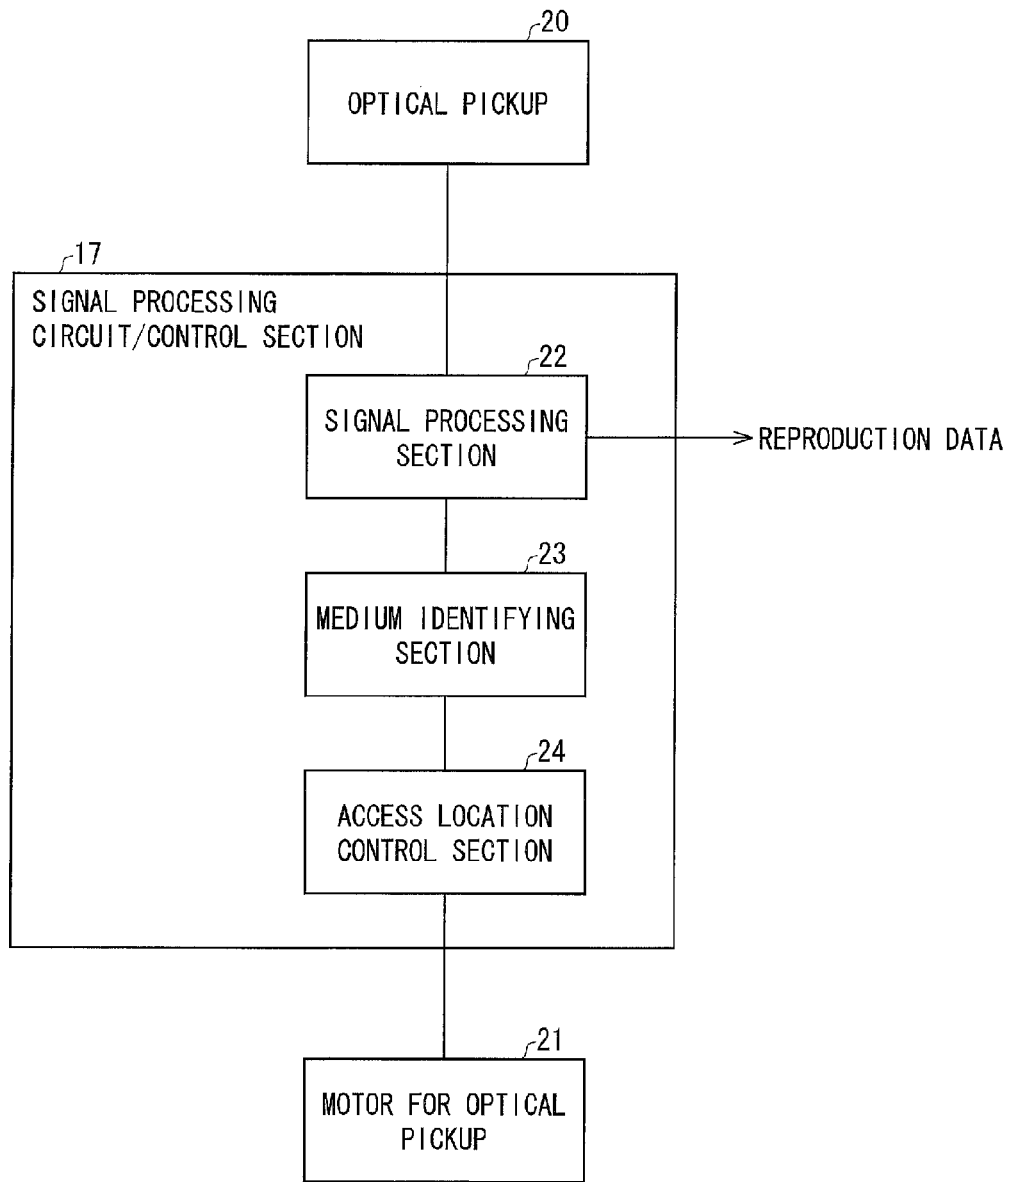 20
OPTICAL PICKUP
17
SIGNAL PROCESSING
CIRCUIT/CONTROL SECTION
22
SIGNAL PROCESSING
SECTION
REPRODUCTION DATA
23
MEDIUM IDENTIFYING
SECTION
24
ACCESS LOCATION
CONTROL SECTION
21
MOTOR FOR OPTICAL
PICKUP